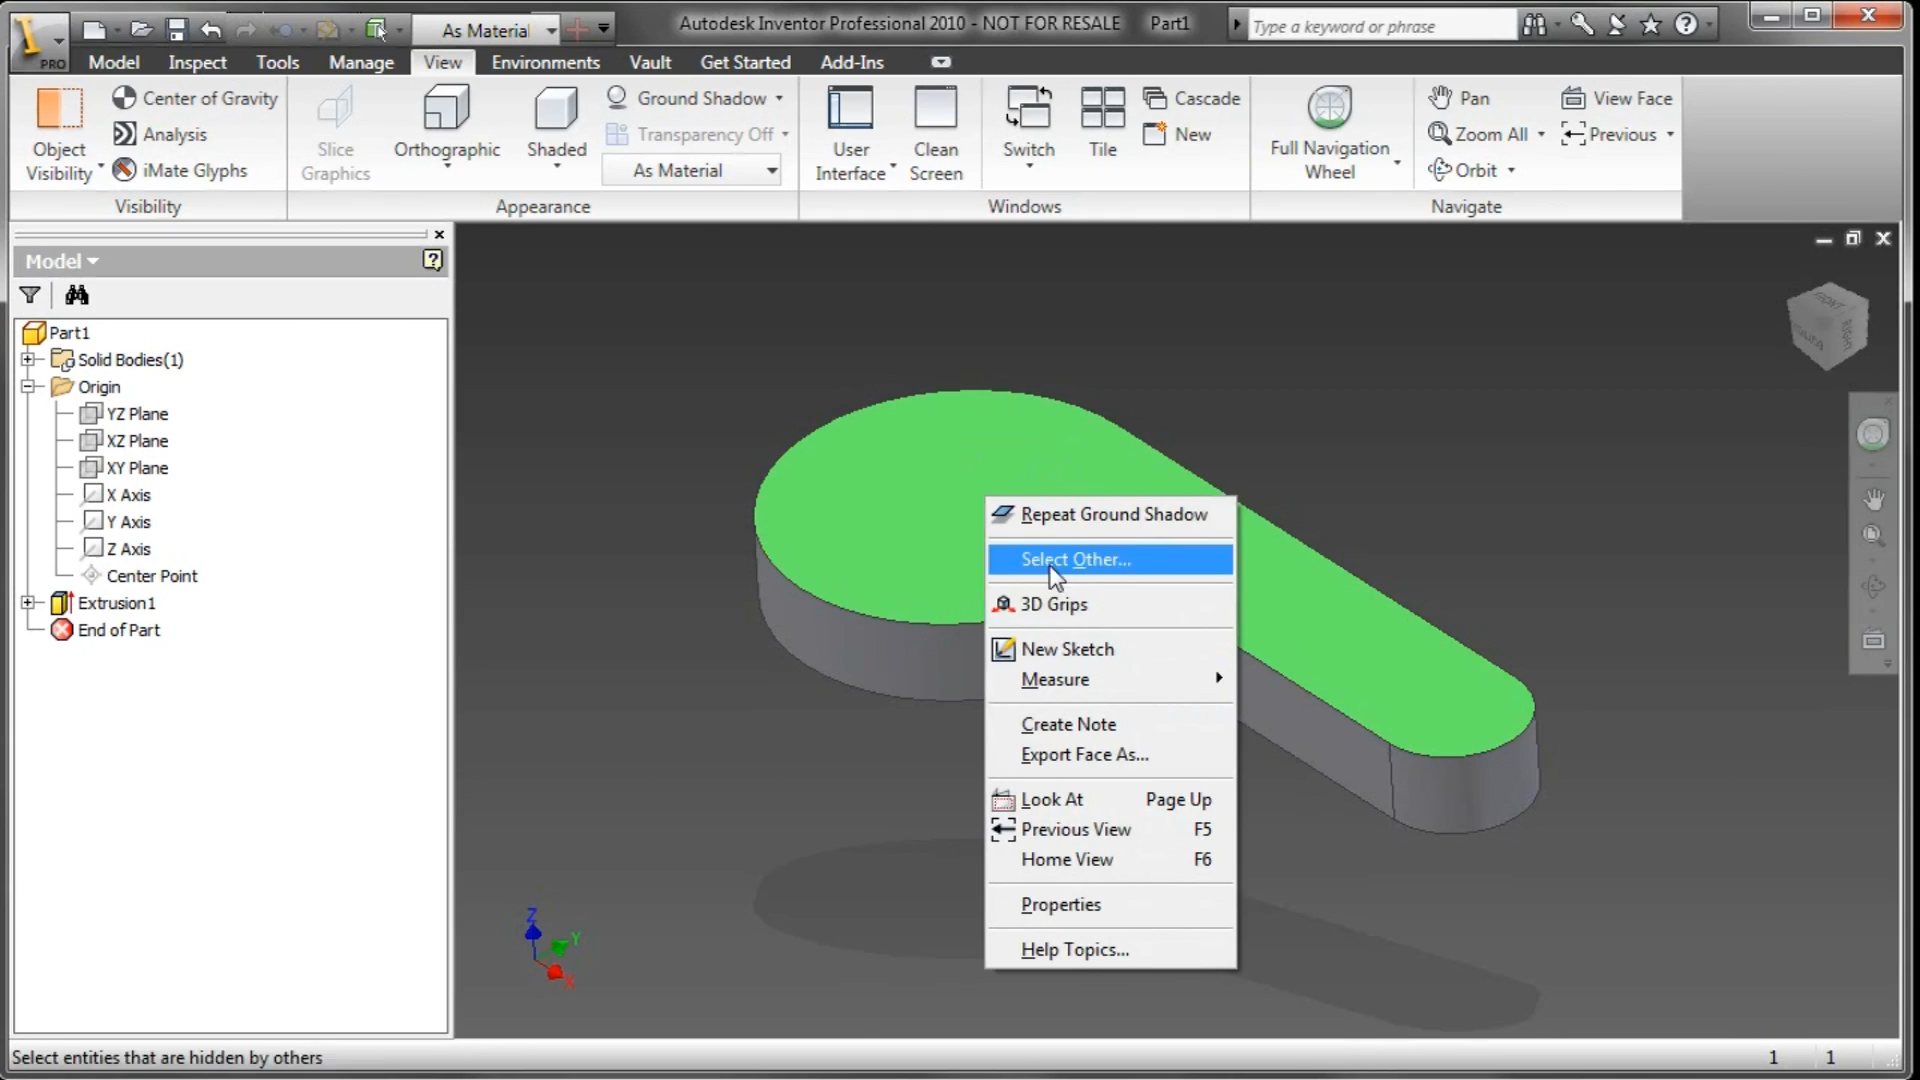 PRO
As Material
Autodesk Inventor Professional 2010 - NOT FOR RESALE Part1
Type a keyword or phrase
Model Inspect Tools Manage View Environments Vault Get Started Add-Ins
Object Visibility
Center of Gravity
Analysis
iMate Glyphs
Visibility
Slice Graphics
Orthographic
Shaded
Ground Shadow
Transparency Off
As Material
Appearance
User Interface
Clean Screen
Switch
Tile
Cascade
New
Windows
Full Navigation Wheel
Pan
Zoom All
Orbit
View Face
Previous
Navigate
Model
Part1
Solid Bodies(1)
Origin
YZ Plane
XZ Plane
XY Plane
X Axis
Y Axis
Z Axis
Center Point
Extrusion1
End of Part
FRONT
Repeat Ground Shadow
Select Other...
3D Grips
New Sketch
Measure
Create Note
Export Face As...
Look At Page Up
Previous View F5
Home View F6
Properties
Help Topics...
Z
Y
X
Select entities that are hidden by others
1 1